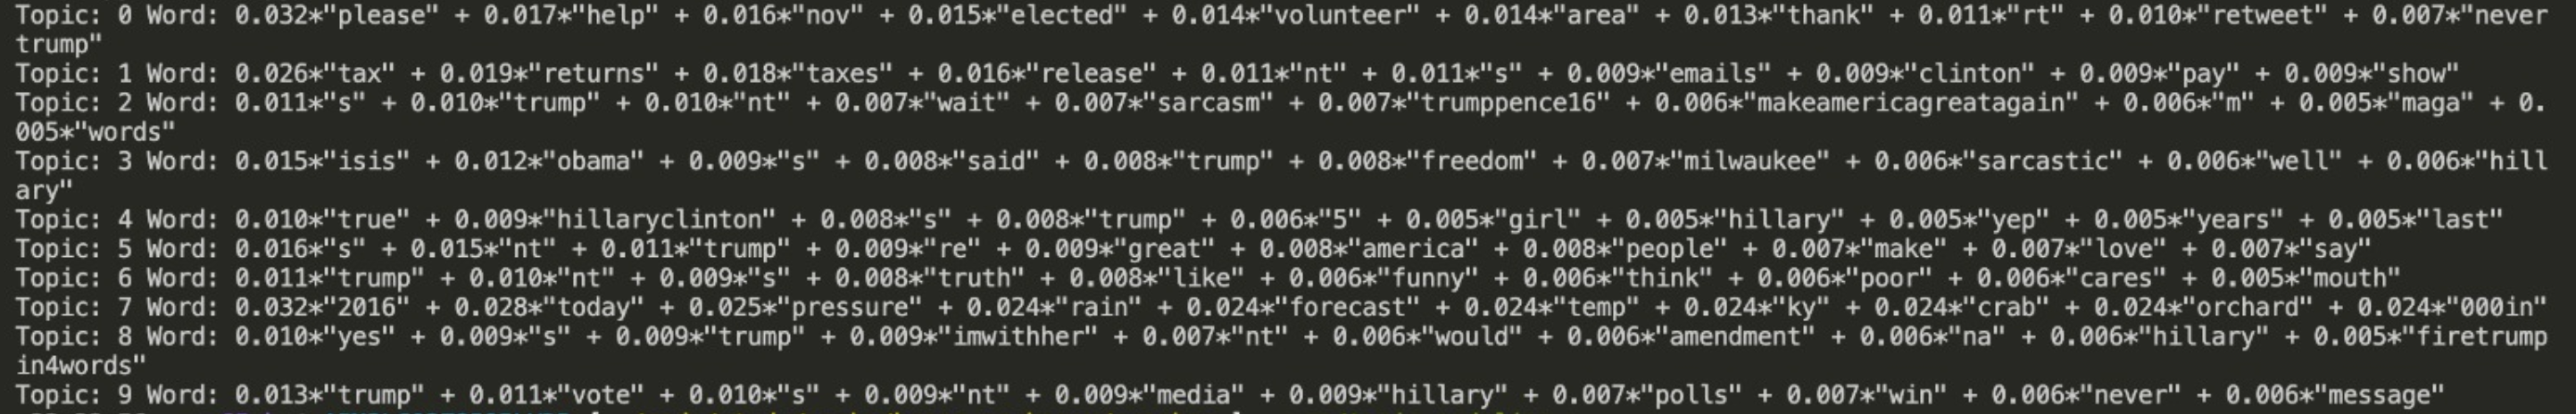 Topic: 0 Word: 0.032*"please" + 0.017*"help" + 0.016*"nov" + 0.015*"elected" + 0.014*"volunteer" + 0.014*"area" + 0.013*"thank" + 0.011*"rt" + 0.010*"retweet" + 0.007*"never
trump"
Topic: 1 Word: 0.026*"tax" + 0.019*"returns" + 0.018*"taxes" + 0.016*"release" + 0.011*"nt" + 0.011*"s" + 0.009*"emails" + 0.009*"clinton" + 0.009*"pay" + 0.009*"show"
Topic: 2 Word: 0.011*"s" + 0.010*"trump" + 0.010*"nt" + 0.007*"wait" + 0.007*"sarcasm" + 0.007*"trumppence16" + 0.006*"makeamericagreatagain" + 0.006*"m" + 0.005*"maga" + 0.
005*"words"
Topic: 3 Word: 0.015*"isis" + 0.012*"obama" + 0.009*"s" + 0.008*"said" + 0.008*"trump" + 0.008*"freedom" + 0.007*"milwaukee" + 0.006*"sarcastic" + 0.006*"well" + 0.006*"hill
ary"
Topic: 4 Word: 0.010*"true" + 0.009*"hillaryclinton" + 0.008*"s" + 0.008*"trump" + 0.006*"5" + 0.005*"girl" + 0.005*"hillary" + 0.005*"yep" + 0.005*"years" + 0.005*"last"
Topic: 5 Word: 0.016*"s" + 0.015*"nt" + 0.011*"trump" + 0.009*"re" + 0.009*"great" + 0.008*"america" + 0.008*"people" + 0.007*"make" + 0.007*"love" + 0.007*"say"
Topic: 6 Word: 0.011*"trump" + 0.010*"nt" + 0.009*"s" + 0.008*"truth" + 0.008*"like" + 0.006*"funny" + 0.006*"think" + 0.006*"poor" + 0.006*"cares" + 0.005*"mouth"
Topic: 7 Word: 0.032*"2016" + 0.028*"today" + 0.025*"pressure" + 0.024*"rain" + 0.024*"forecast" + 0.024*"temp" + 0.024*"ky" + 0.024*"crab" + 0.024*"orchard" + 0.024*"000in"
Topic: 8 Word: 0.010*"yes" + 0.009*"s" + 0.009*"trump" + 0.009*"imwithher" + 0.007*"nt" + 0.006*"would" + 0.006*"amendment" + 0.006*"na" + 0.006*"hillary" + 0.005*"firetrump
in4words"
Topic: 9 Word: 0.013*"trump" + 0.011*"vote" + 0.010*"s" + 0.009*"nt" + 0.009*"media" + 0.009*"hillary" + 0.007*"polls" + 0.007*"win" + 0.006*"never" + 0.006*"message"